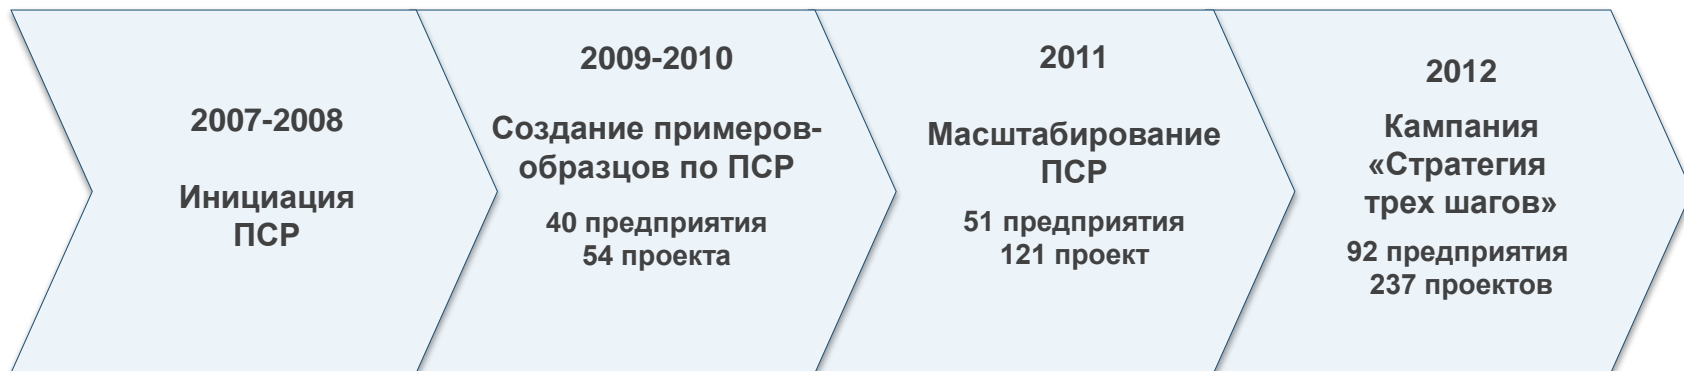 2007-2008
Инициация
ПСР
2009-2010
Создание примеров-
образцов по ПСР
40 предприятия
54 проекта
2011
Масштабирование
ПСР
51 предприятия
121 проект
2012
Кампания
«Стратегия
трех шагов»
92 предприятия
237 проектов